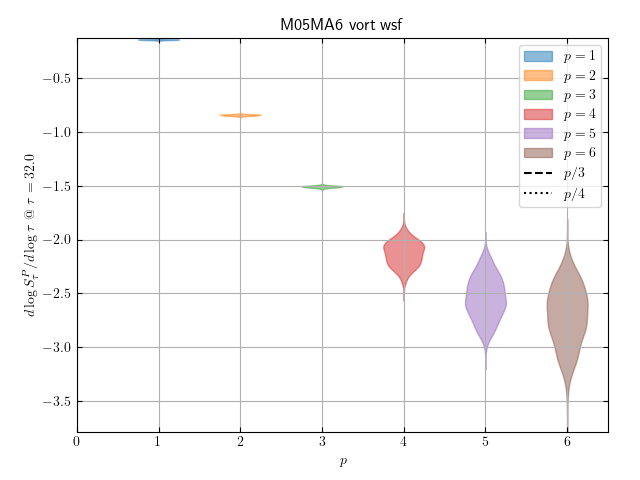 M05MA6 vort wsf
d log S_τ^P / d log τ @ τ = 32.0
−0.5
−1.0
−1.5
−2.0
−2.5
−3.0
−3.5
0
1
2
3
4
5
6
p
p = 1
p = 2
p = 3
p = 4
p = 5
p = 6
p/3
p/4